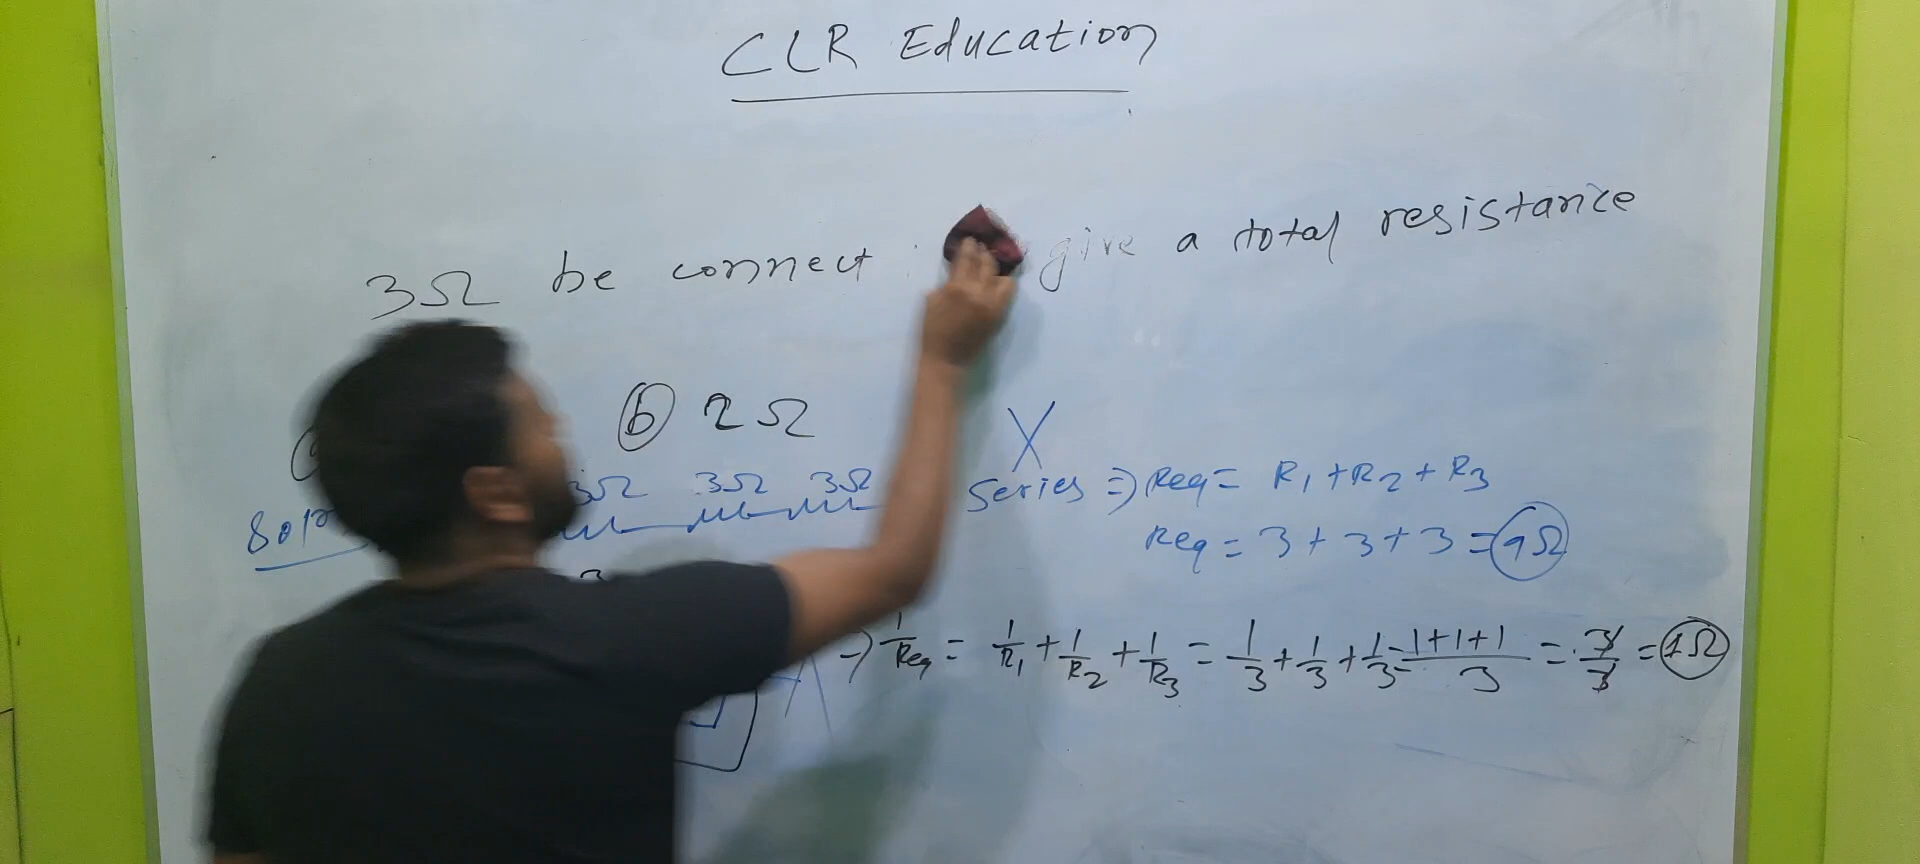 CLR Education
3Ω be connect give a total resistance
ⓑ 2Ω
3Ω 3Ω 3Ω Series ⇒ Req = R₁ + R₂ + R₃ X
Soln Req = 3 + 3 + 3 = 9Ω
⇒ 1/Req = 1/R₁ + 1/R₂ + 1/R₃ = 1/3 + 1/3 + 1/3 = 1+1+1/3 = 3/3 = 1Ω